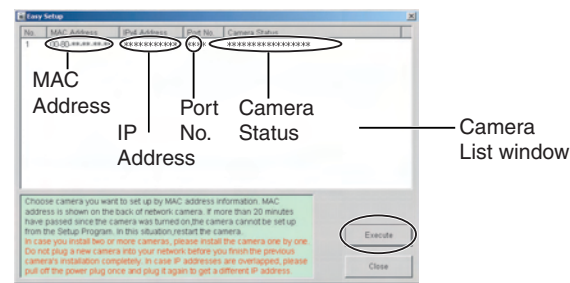 Easy Setup
No. MAC Address IPv4 Address Port No. Camera Status
1 00-80-**-**-**-** *********** **** ****************
MAC Address
IP Address
Port No.
Camera Status
Camera List window
Choose camera you want to set up by MAC address information. MAC
address is shown on the back of network camera. If more than 20 minutes
have passed since the camera was turned on,the camera cannot be set up
from the Setup Program. In this situation,restart the camera.
In case you install two or more cameras, please install the camera one by one.
Do not plug a new camera into your network before you finish the previous
camera's installation completely. In case IP addresses are overlapped, please
pull off the power plug once and plug it again to get a different IP address.
Execute
Close